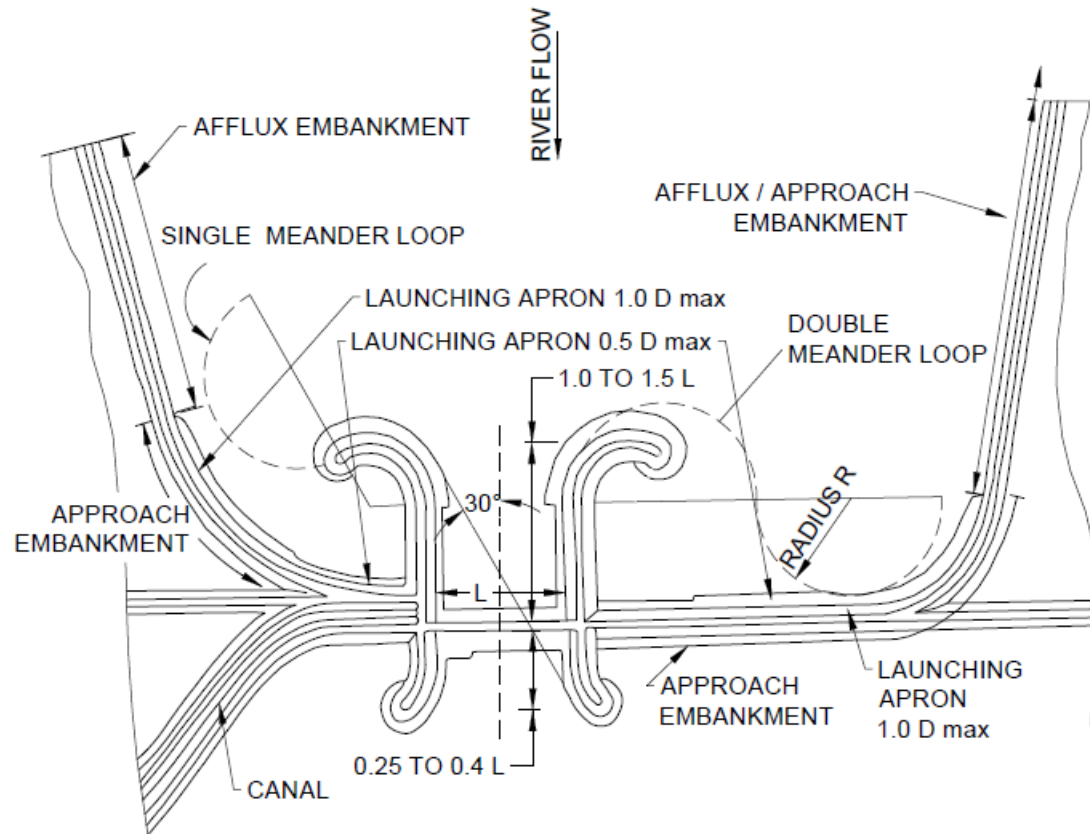 RIVER FLOW
AFFLUX EMBANKMENT
AFFLUX / APPROACH
EMBANKMENT
SINGLE MEANDER LOOP
LAUNCHING APRON 1.0 D max
LAUNCHING APRON 0.5 D max
DOUBLE
MEANDER LOOP
1.0 TO 1.5 L
30°
RADIUS R
APPROACH
EMBANKMENT
L
LAUNCHING
APRON
1.0 D max
APPROACH
EMBANKMENT
0.25 TO 0.4 L
CANAL